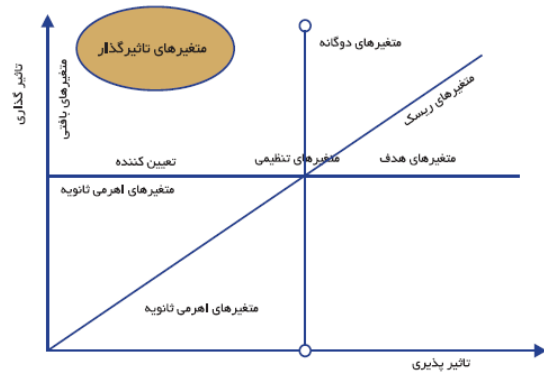 متغیرهای تاثیرگذار
متغیرهای دوگانه
تاثیر گذاری
متغیرهای بافتی
متغیرهای ریسک
تعیین کننده
متغیرهای تنظیمی
متغیرهای هدف
متغیرهای اهرمی ثانویه
متغیرهای اهرمی ثانویه
تاثیر پذیری